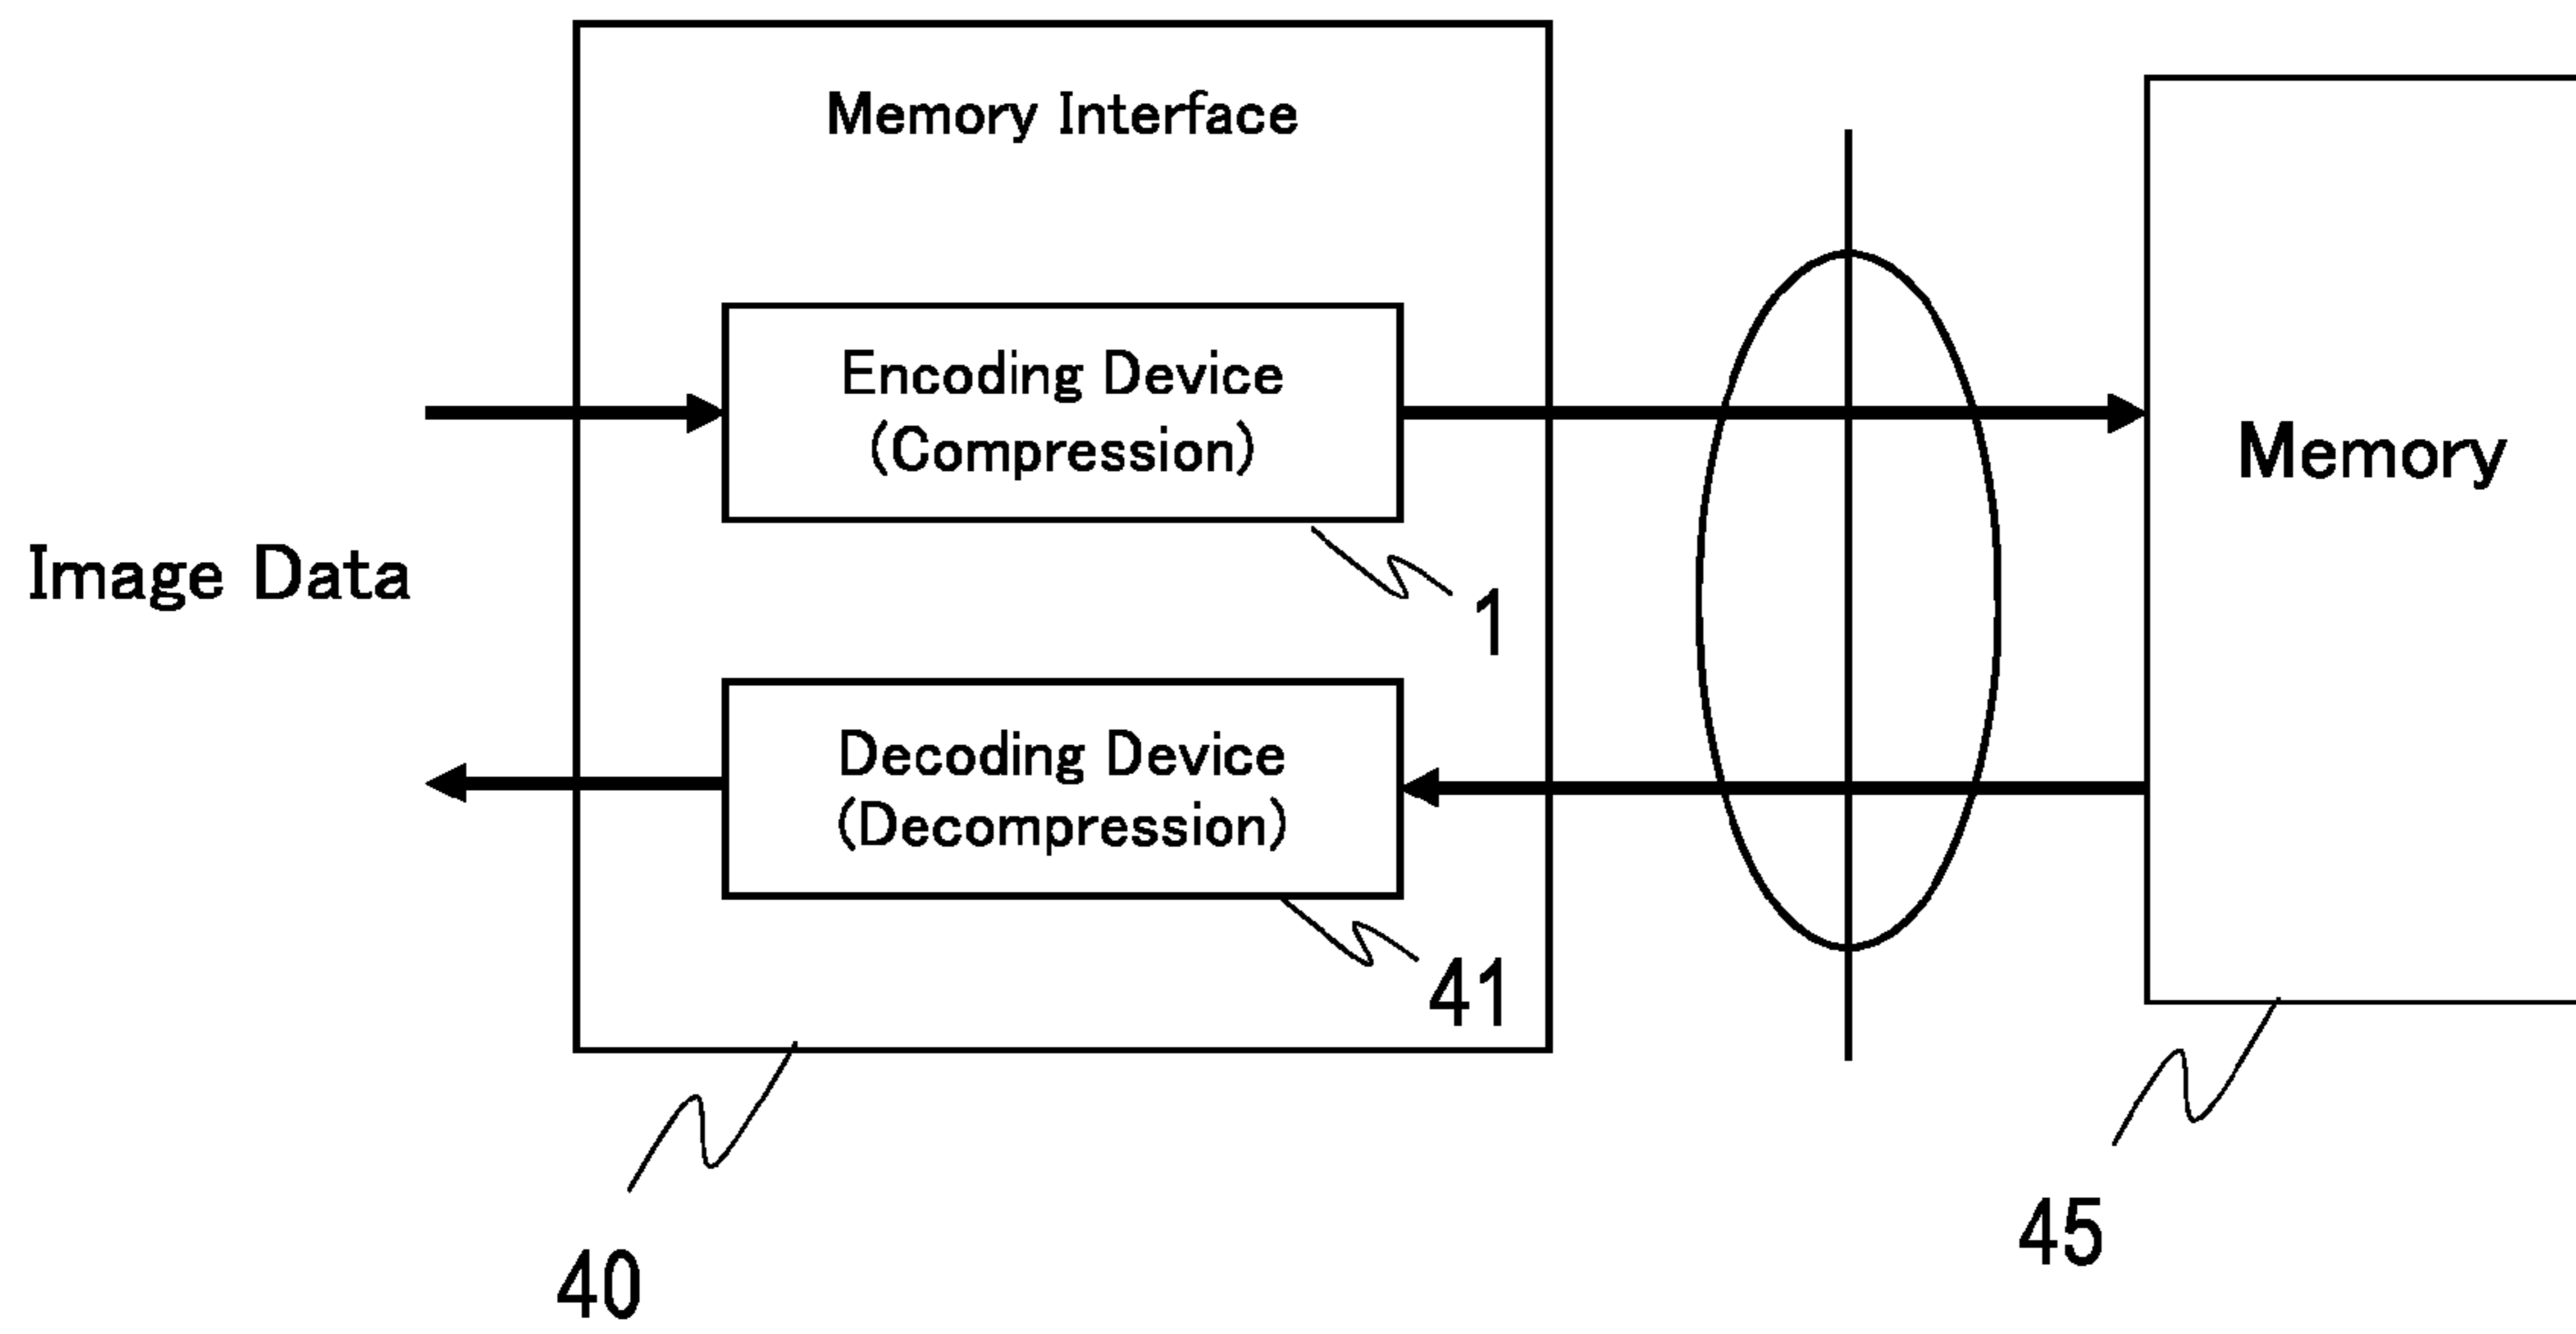 Memory Interface
Encoding Device
(Compression)
Memory
Image Data
1
Decoding Device
(Decompression)
41
45
40